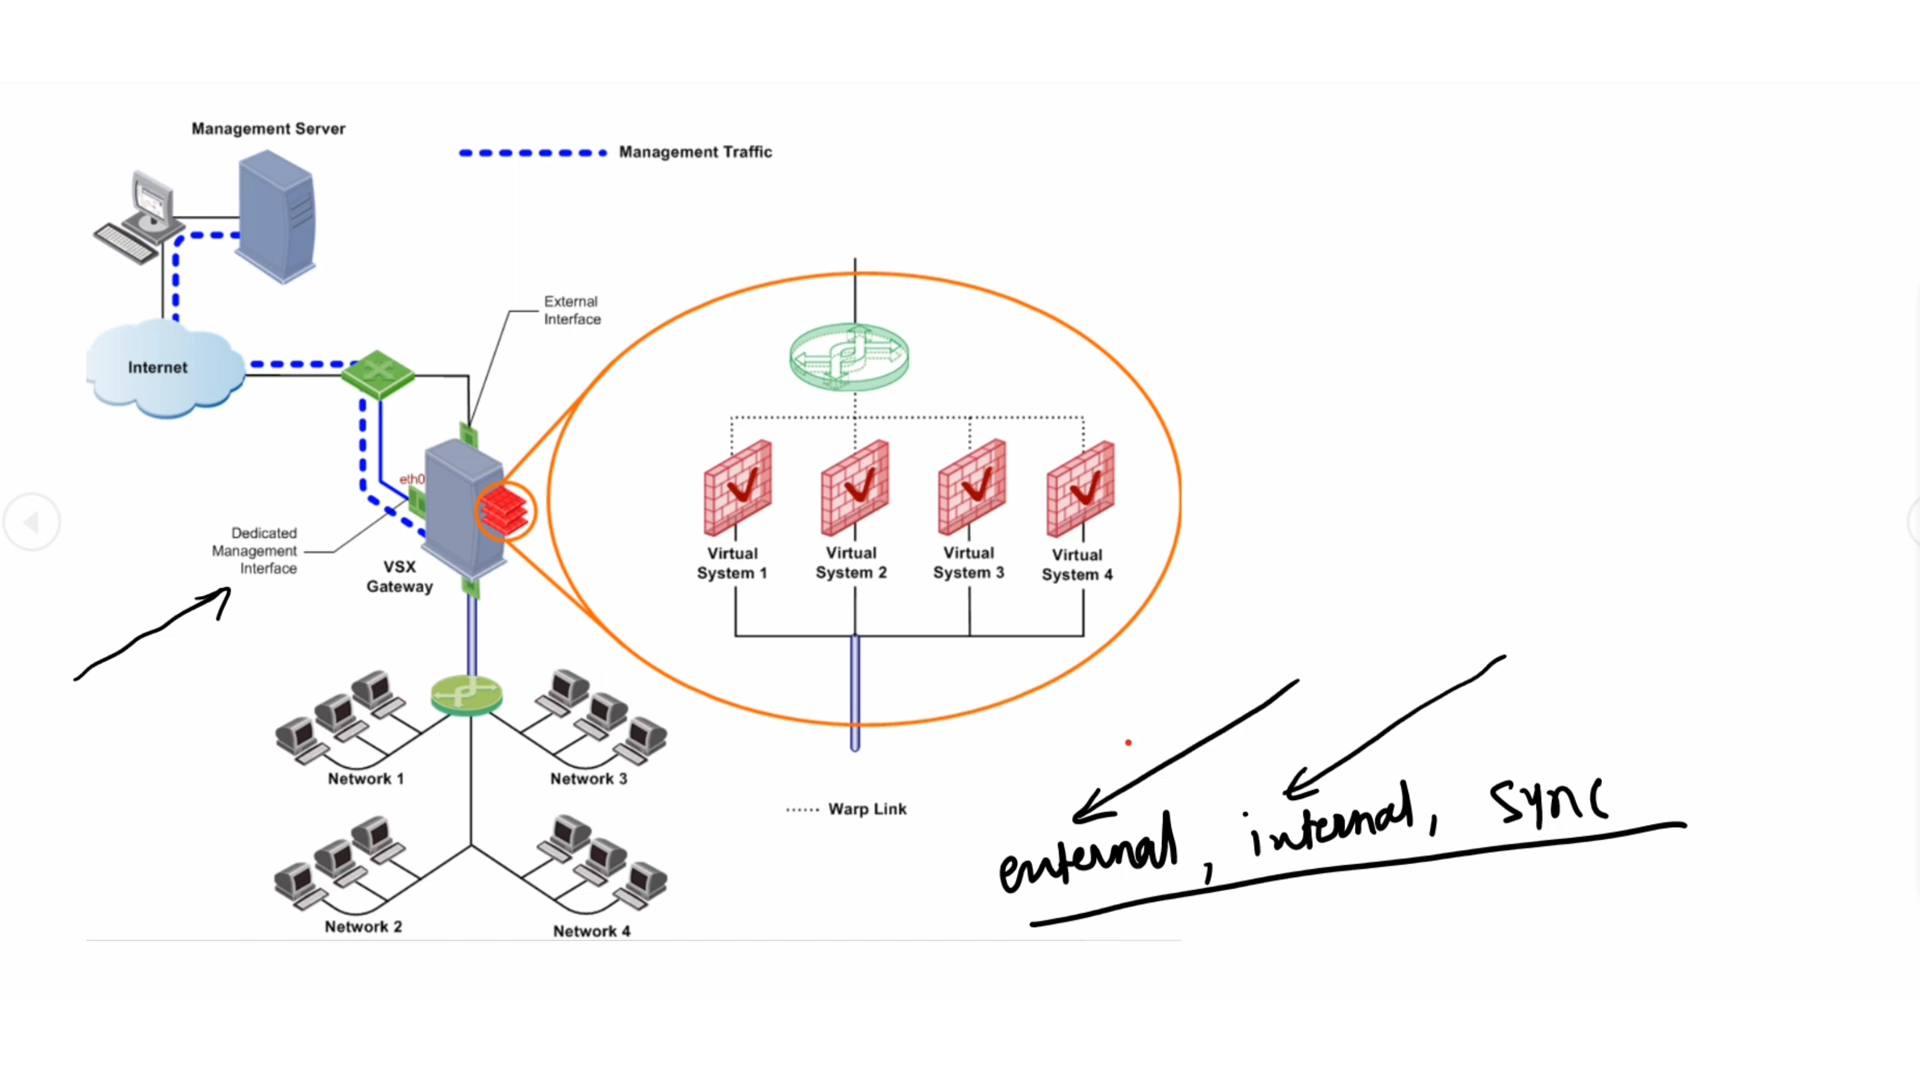 Management Server
Management Traffic
External
Interface
Internet
eth0
Dedicated
Management
Interface
VSX
Gateway
Virtual
System 1
Virtual
System 2
Virtual
System 3
Virtual
System 4
Network 1
Network 3
Warp Link
external, internal, sync
Network 2
Network 4